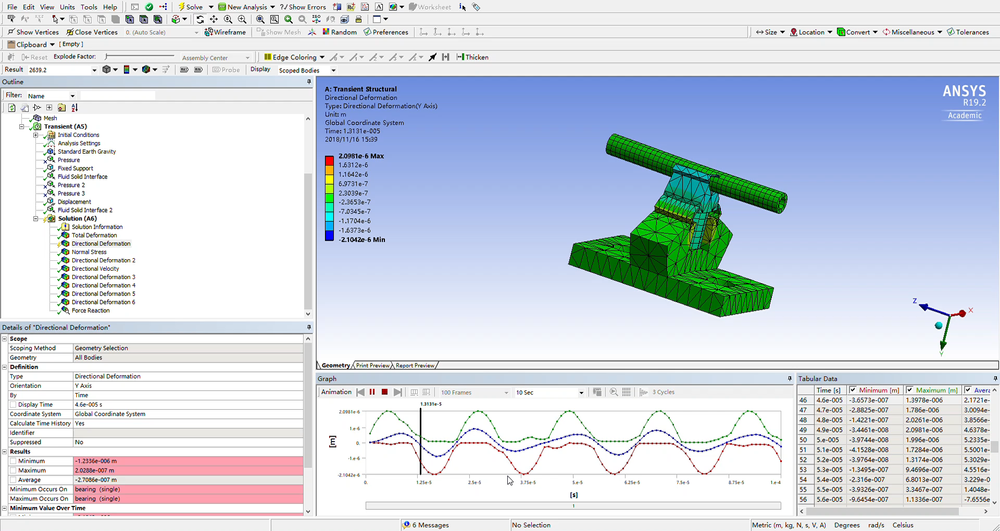 File Edit View Units Tools Help Solve New Analysis ?/ Show Errors Worksheet
Show Vertices Close Vertices 0. (Auto Scale) Wireframe Show Mesh Random Preferences Size Location Convert Miscellaneous Tolerances
Clipboard [ Empty ]
Reset Explode Factor: Assembly Center Edge Coloring Thicken
Result 2639.2 MAX MIN Probe Display Scoped Bodies
Outline
Filter: Name
Mesh
Transient (A5)
Initial Conditions
Analysis Settings
Standard Earth Gravity
Pressure
Fixed Support
Fluid Solid Interface
Pressure 2
Pressure 3
Displacement
Fluid Solid Interface 2
Solution (A6)
Solution Information
Total Deformation
Directional Deformation
Normal Stress
Directional Deformation 2
Directional Velocity
Directional Deformation 3
Directional Deformation 4
Directional Deformation 5
Directional Deformation 6
Force Reaction
Details of "Directional Deformation"
Scope
Scoping Method Geometry Selection
Geometry All Bodies
Definition
Type Directional Deformation
Orientation Y Axis
By Time
Display Time 4.6e-005 s
Coordinate System Global Coordinate System
Calculate Time History Yes
Identifier
Suppressed No
Results
Minimum -1.2336e-006 m
Maximum 2.0288e-007 m
Average -2.7086e-007 m
Minimum Occurs On bearing (single)
Maximum Occurs On bearing (single)
Minimum Value Over Time
A: Transient Structural
Directional Deformation
Type: Directional Deformation(Y Axis)
Unit: m
Global Coordinate System
Time: 1.3131e-005
2018/11/16 15:39
2.0981e-6 Max
1.6312e-6
1.1642e-6
6.9731e-7
2.3039e-7
-2.3653e-7
-7.0345e-7
-1.1704e-6
-1.6373e-6
-2.1042e-6 Min
ANSYS
R19.2
Academic
Z
X
Y
Geometry Print Preview Report Preview
Graph
Animation 100 Frames 10 Sec 3 Cycles
1.3131e-5
2.0981e-6
1.e-6
0.
-1.e-6
-2.1042e-6
[m]
0. 1.25e-5 2.5e-5 3.75e-5 5.e-5 6.25e-5 7.5e-5 8.75e-5 1.e-4
[s]
1
Tabular Data
Time [s] Minimum [m] Maximum [m] Avera
46 4.6e-005 -3.6573e-007 1.3978e-006 2.1721e-
47 4.7e-005 -2.8825e-007 1.786e-006 3.0094e-
48 4.8e-005 -1.4221e-007 2.0261e-006 3.8566e-
49 4.9e-005 -3.4461e-008 2.0981e-006 4.6378e-
50 5.e-005 -3.9744e-008 1.996e-006 5.2335e-
51 5.1e-005 -4.1528e-008 1.7284e-006 5.5001e-
52 5.2e-005 -3.9764e-008 1.3174e-006 5.3029e-
53 5.3e-005 -1.3495e-007 9.4696e-007 4.5516e-
54 5.4e-005 -2.316e-007 6.8013e-007 3.229e-0
55 5.5e-005 -3.9326e-007 3.3467e-007 1.4048e-
56 5.6e-005 -9.6454e-007 1.1336e-007 -7.6556e
6 Messages No Selection Metric (m, kg, N, s, V, A) Degrees rad/s Celsius